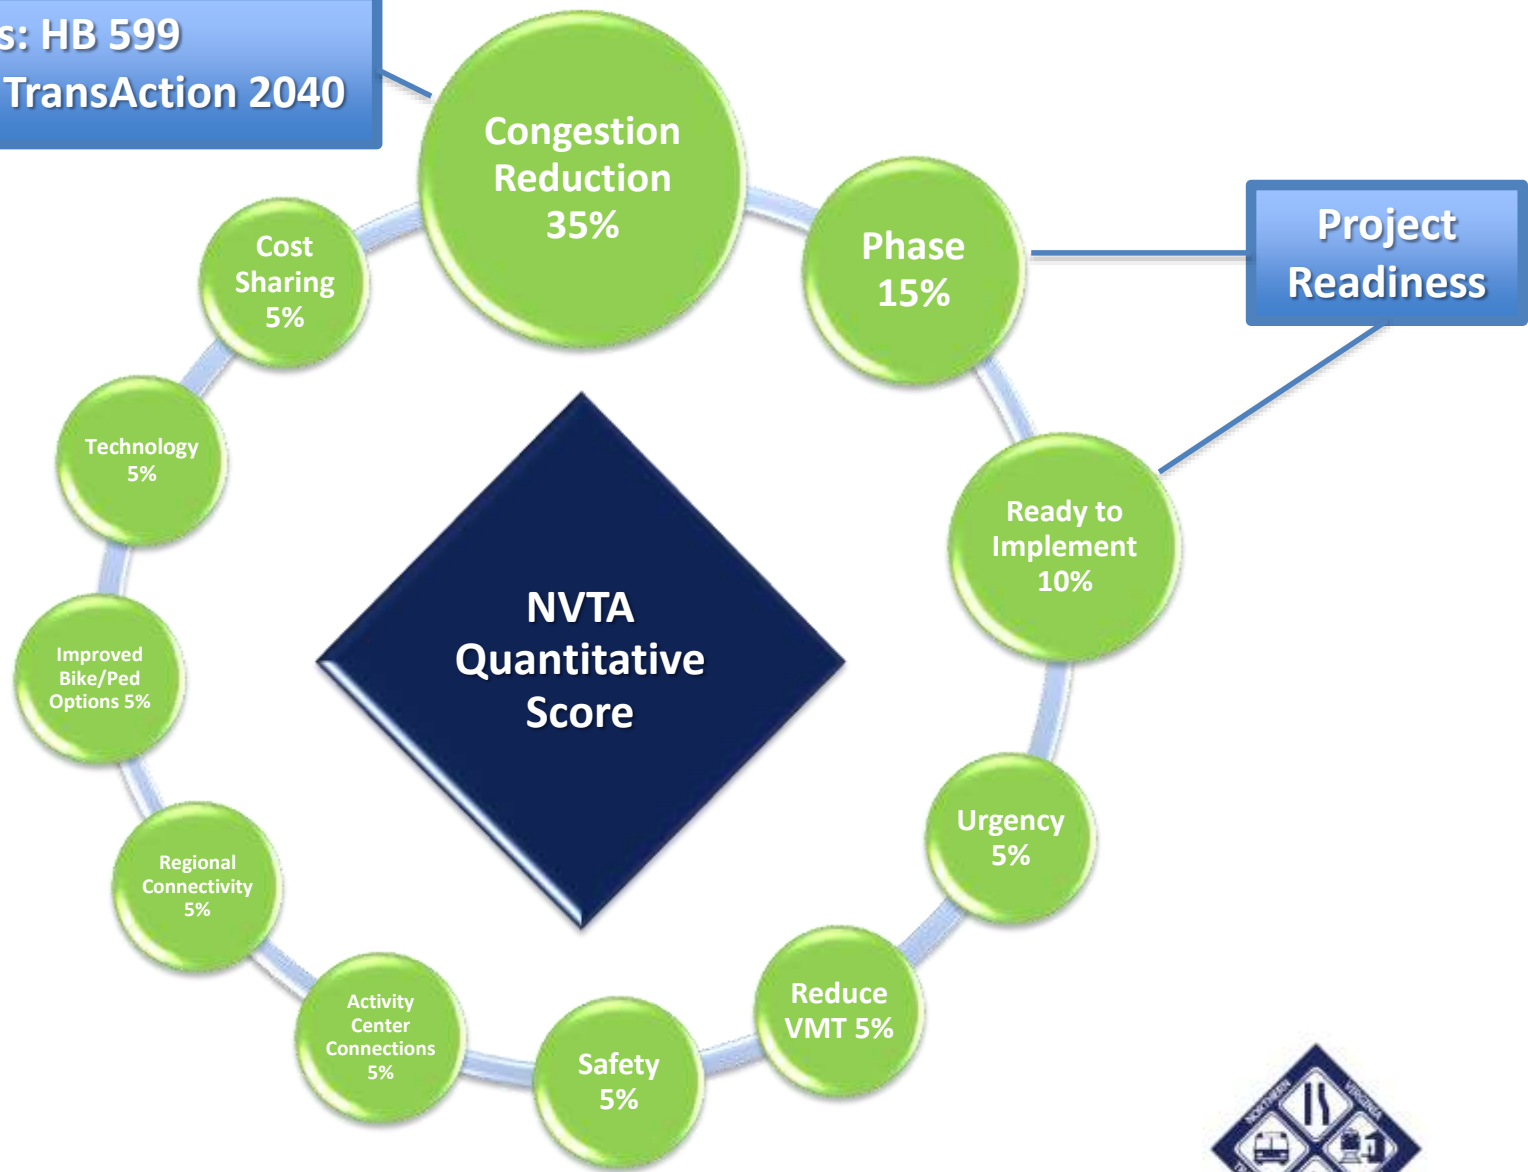 s: HB 599
TransAction 2040
Congestion
Reduction
35%
Phase
15%
Project
Readiness
Ready to
Implement
10%
Urgency
5%
Reduce
VMT 5%
Safety
5%
Activity
Center
Connections
5%
Regional
Connectivity
5%
Improved
Bike/Ped
Options 5%
Technology
5%
Cost
Sharing
5%
NVTA
Quantitative
Score
NORTHERN
VIRGINIA